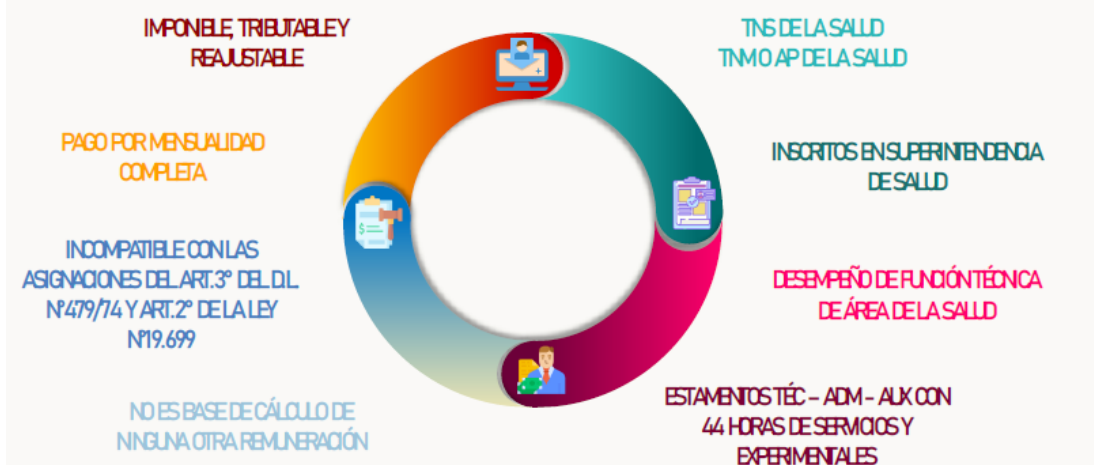 IMPONIBLE, TRIBUTABLE Y
REAJUSTABLE
PAGO POR MENSUALIDAD
COMPLETA
INCOMPATIBLE CON LAS
ASIGNACIONES DEL ART.3° DEL D.L.
N°479/74 Y ART.2° DE LA LEY
N°19.699
NO ES BASE DE CÁLCULO DE
NINGUNA OTRA REMUNERACIÓN
TNS DE LA SALUD
TNM O AP DE LA SALUD
INSCRITOS EN SUPERINTENDENCIA
DE SALUD
DESEMPEÑO DE FUNCIÓN TÉCNICA
DE ÁREA DE LA SALUD
ESTAMENTOS TÉC – ADM – AUX CON
44 HORAS DE SERVICIOS Y
EXPERIMENTALES